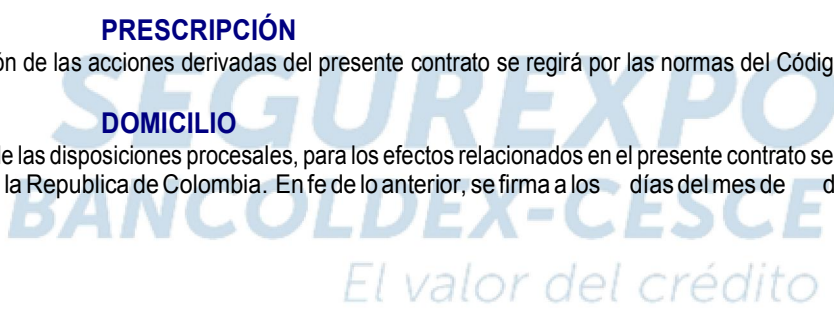 PRESCRIPCIÓN
ón de las acciones derivadas del presente contrato se regirá por las normas del Códig
DOMICILIO
de las disposiciones procesales, para los efectos relacionados en el presente contrato se
la Republica de Colombia. En fe de lo anterior, se firma a los días del mes de d
SEGUREXPO
BANCOLDEX-CESCE
El valor del crédito